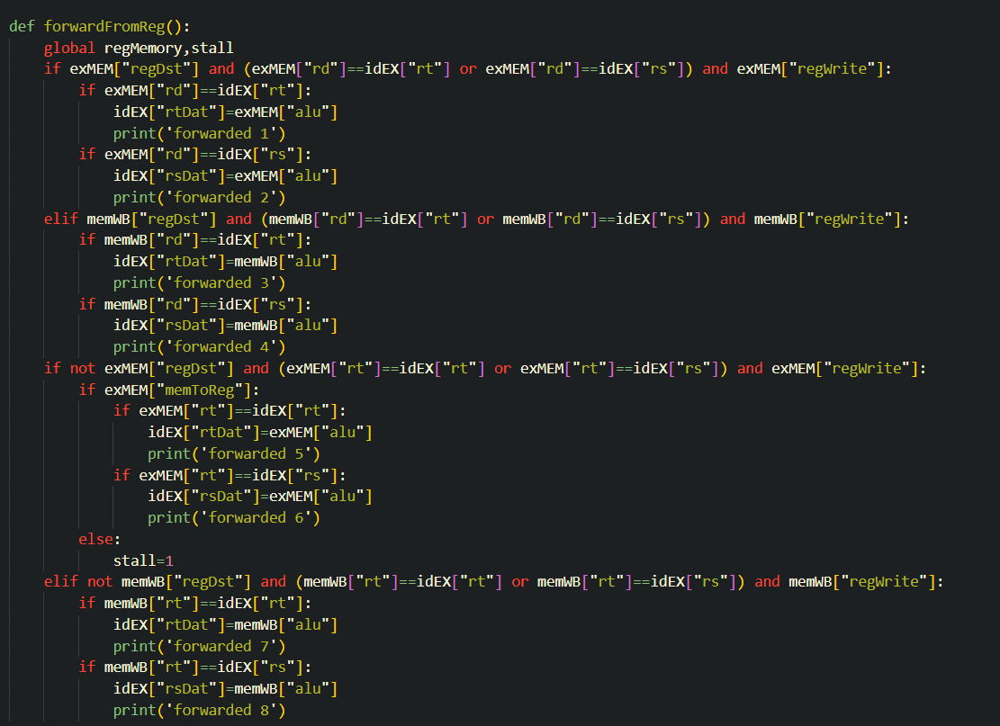 def forwardFromReg():
    global regMemory,stall
    if exMEM["regDst"] and (exMEM["rd"]==idEX["rt"] or exMEM["rd"]==idEX["rs"]) and exMEM["regWrite"]:
        if exMEM["rd"]==idEX["rt"]:
            idEX["rtDat"]=exMEM["alu"]
            print('forwarded 1')
        if exMEM["rd"]==idEX["rs"]:
            idEX["rsDat"]=exMEM["alu"]
            print('forwarded 2')
    elif memWB["regDst"] and (memWB["rd"]==idEX["rt"] or memWB["rd"]==idEX["rs"]) and memWB["regWrite"]:
        if memWB["rd"]==idEX["rt"]:
            idEX["rtDat"]=memWB["alu"]
            print('forwarded 3')
        if memWB["rd"]==idEX["rs"]:
            idEX["rsDat"]=memWB["alu"]
            print('forwarded 4')
    if not exMEM["regDst"] and (exMEM["rt"]==idEX["rt"] or exMEM["rt"]==idEX["rs"]) and exMEM["regWrite"]:
        if exMEM["memToReg"]:
            if exMEM["rt"]==idEX["rt"]:
                idEX["rtDat"]=exMEM["alu"]
                print('forwarded 5')
            if exMEM["rt"]==idEX["rs"]:
                idEX["rsDat"]=exMEM["alu"]
                print('forwarded 6')
        else:
            stall=1
    elif not memWB["regDst"] and (memWB["rt"]==idEX["rt"] or memWB["rt"]==idEX["rs"]) and memWB["regWrite"]:
        if memWB["rt"]==idEX["rt"]:
            idEX["rtDat"]=memWB["alu"]
            print('forwarded 7')
        if memWB["rt"]==idEX["rs"]:
            idEX["rsDat"]=memWB["alu"]
            print('forwarded 8')